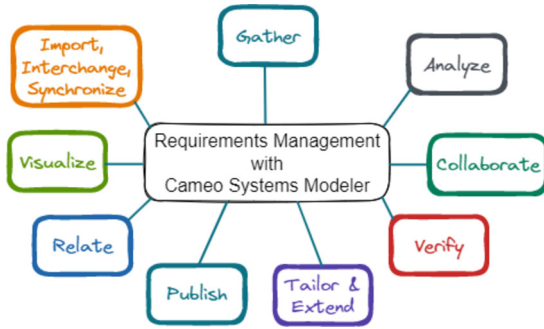 Gather
Import,
Interchange,
Synchronize
Analyze
Requirements Management
with
Cameo Systems Modeler
Visualize
Collaborate
Relate
Verify
Publish
Tailor &
Extend